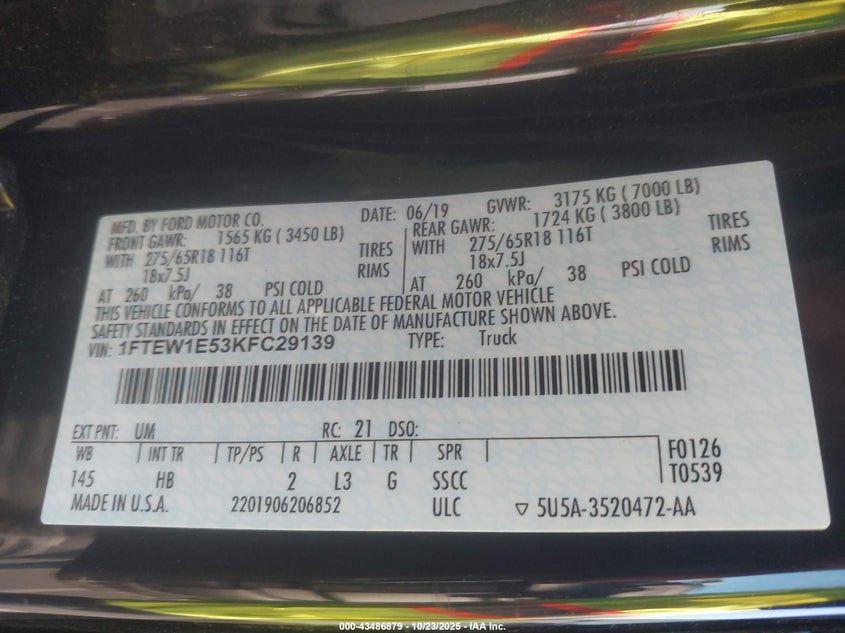 MFD. BY FORD MOTOR CO. DATE: 06/19 GVWR: 3175 KG ( 7000 LB)
FRONT GAWR: 1565 KG ( 3450 LB) REAR GAWR: 1724 KG ( 3800 LB)
WITH 275/65R18 116T TIRES WITH 275/65R18 116T TIRES
18x7.5J RIMS 18x7.5J RIMS
AT 260 kPa/ 38 PSI COLD AT 260 kPa/ 38 PSI COLD
THIS VEHICLE CONFORMS TO ALL APPLICABLE FEDERAL MOTOR VEHICLE
SAFETY STANDARDS IN EFFECT ON THE DATE OF MANUFACTURE SHOWN ABOVE.
VIN: 1FTEW1E53KFC29139 TYPE: Truck
EXT PNT: UM RC: 21 DSO:
WB INT TR TP/PS R AXLE TR SPR F0126
145 HB 2 L3 G SSCC T0539
MADE IN U.S.A. 2201906206852 ULC ▽ 5U5A-3520472-AA
000-43486879 - 10/23/2025 - IAA Inc.